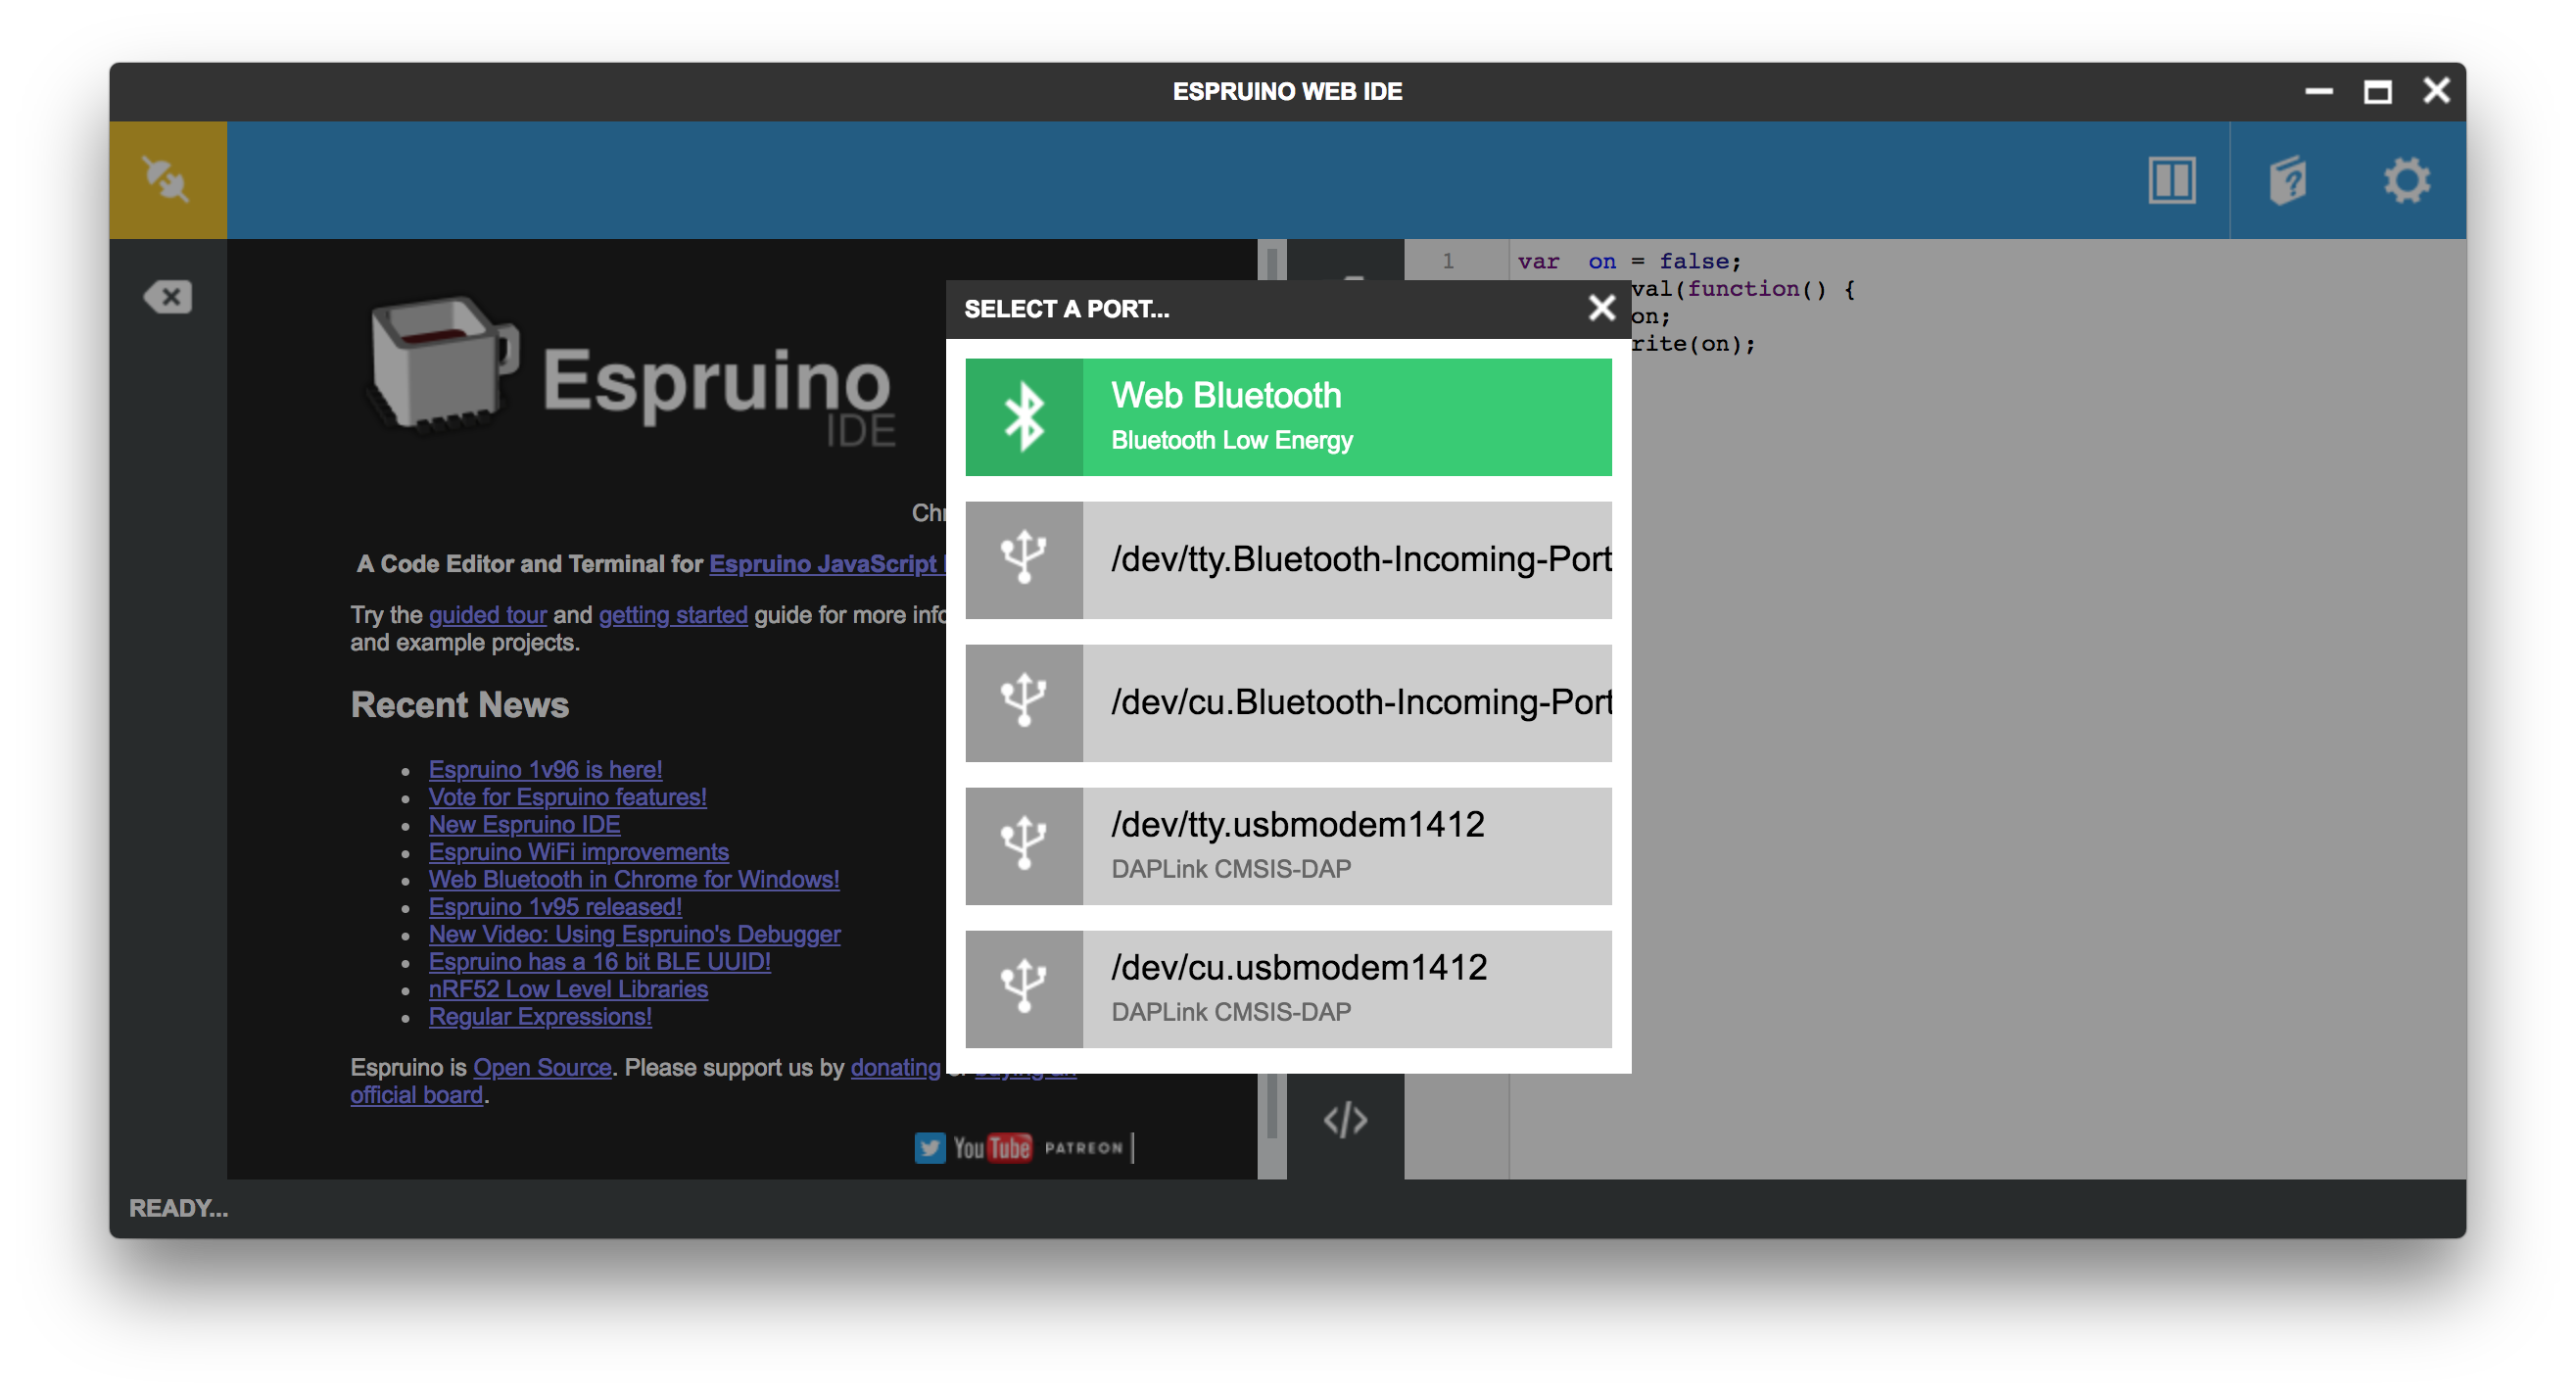 ESPRUINO WEB IDE
Espruino
IDE
Chr
A Code Editor and Terminal for Espruino JavaScript
Try the guided tour and getting started guide for more info
and example projects.
Recent News
Espruino 1v96 is here!
Vote for Espruino features!
New Espruino IDE
Espruino WiFi improvements
Web Bluetooth in Chrome for Windows!
Espruino 1v95 released!
New Video: Using Espruino's Debugger
Espruino has a 16 bit BLE UUID!
nRF52 Low Level Libraries
Regular Expressions!
Espruino is Open Source. Please support us by donating
official board.
YouTube PATREON
SELECT A PORT...
Web Bluetooth
Bluetooth Low Energy
/dev/tty.Bluetooth-Incoming-Port
/dev/cu.Bluetooth-Incoming-Port
/dev/tty.usbmodem1412
DAPLink CMSIS-DAP
/dev/cu.usbmodem1412
DAPLink CMSIS-DAP
1 var on = false;
val(function() {
on;
rite(on);
</>
READY...